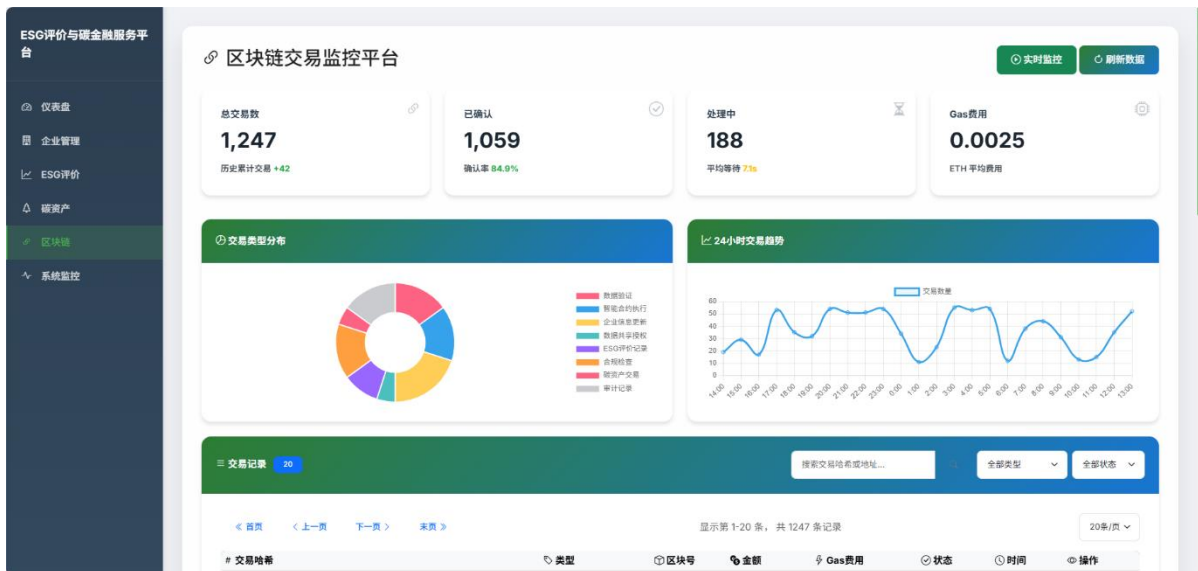 ESG评价与碳金融服务平
台
仪表盘
企业管理
ESG评价
碳资产
区块链
系统监控
区块链交易监控平台
实时监控
刷新数据
总交易数
1,247
历史累计交易 +42
已确认
1,059
确认率 84.9%
处理中
188
平均等待 7.1s
Gas费用
0.0025
ETH 平均费用
交易类型分布
数据验证
智能合约执行
企业信息更新
数据共享授权
ESG评价记录
合规检查
碳资产交易
审计记录
24小时交易趋势
交易数量
60
50
40
30
20
10
0
14:00 15:00 16:00 17:00 18:00 19:00 20:00 21:00 22:00 23:00 0:00 1:00 2:00 3:00 4:00 5:00 6:00 7:00 8:00 9:00 10:00 11:00 12:00 13:00
交易记录 20
搜索交易哈希或地址...
全部类型
全部状态
« 首页 < 上一页 下一页 > 末页 »
显示第 1-20 条， 共 1247 条记录
20条/页
# 交易哈希 类型 区块号 金额 Gas费用 状态 时间 操作